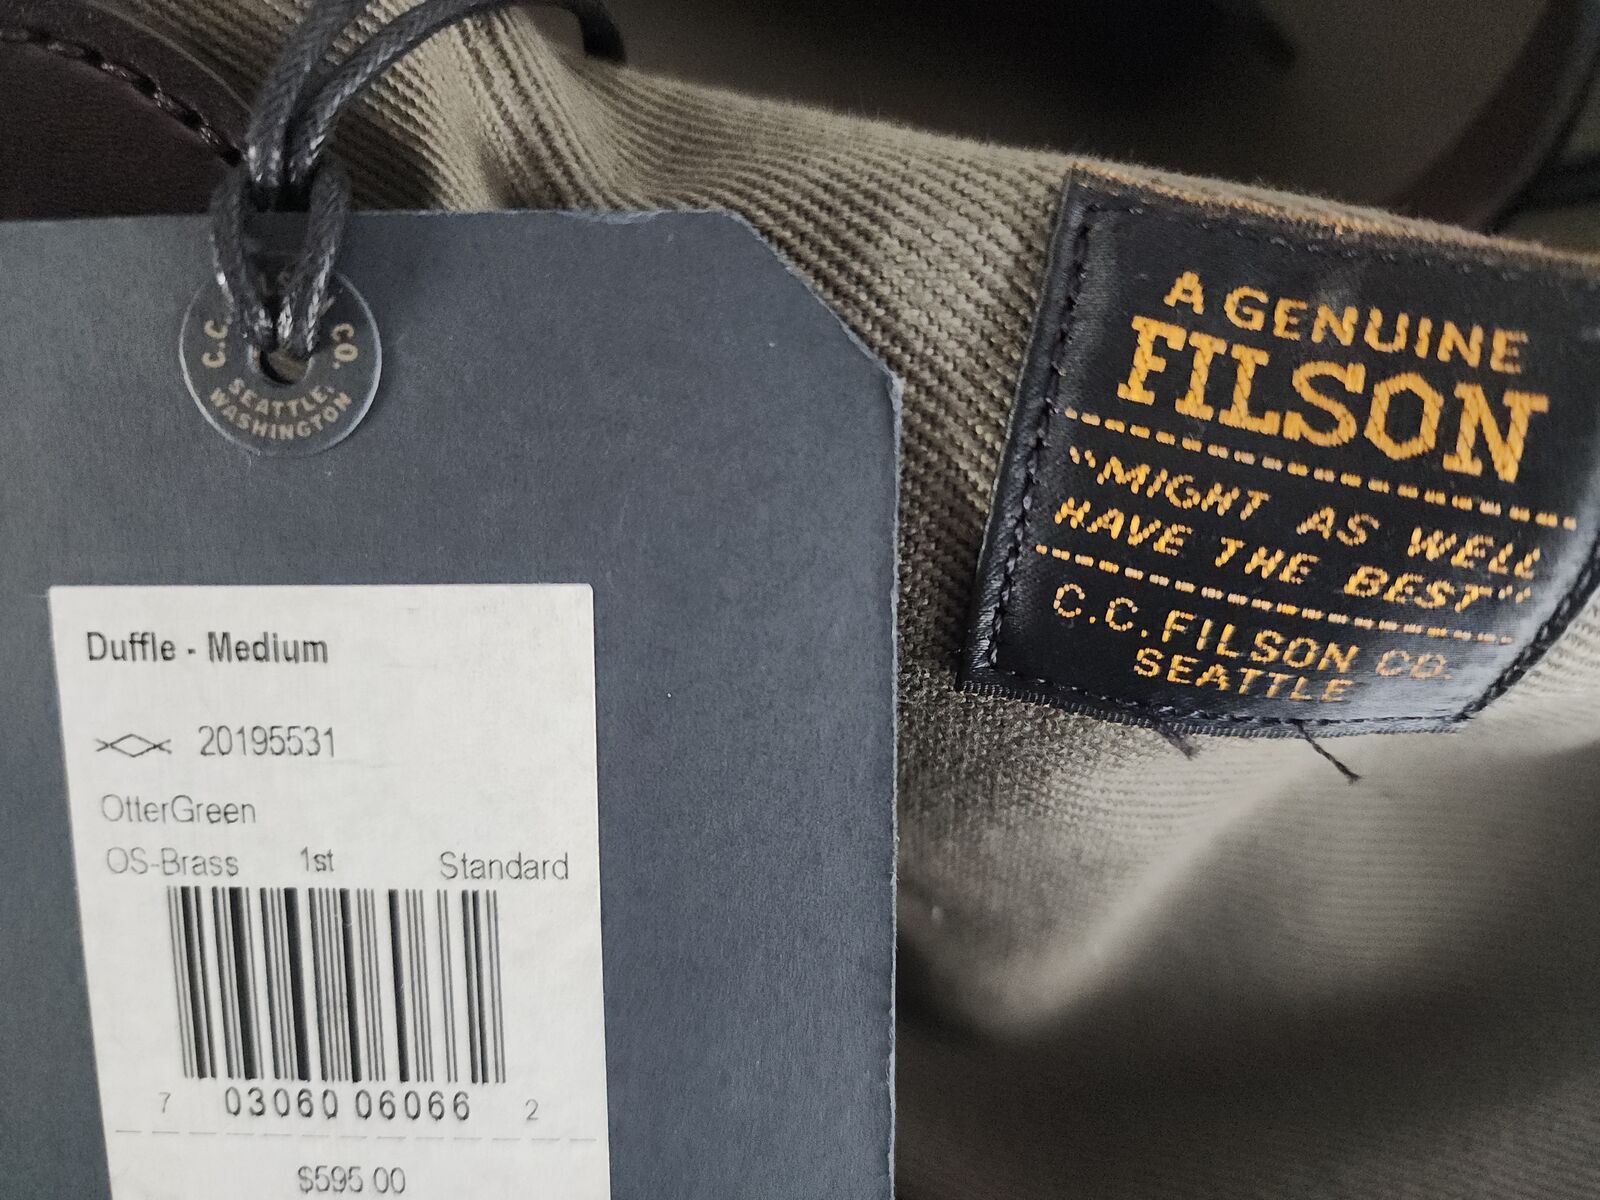 C.C.
CO.
SEATTLE,
WASHINGTON
Duffle - Medium
20195531
OtterGreen
OS-Brass 1st Standard
7 03060 06066 2
$595.00
A GENUINE
FILSON
"MIGHT AS WELL
HAVE THE BEST"
C.C. FILSON CO.
SEATTLE